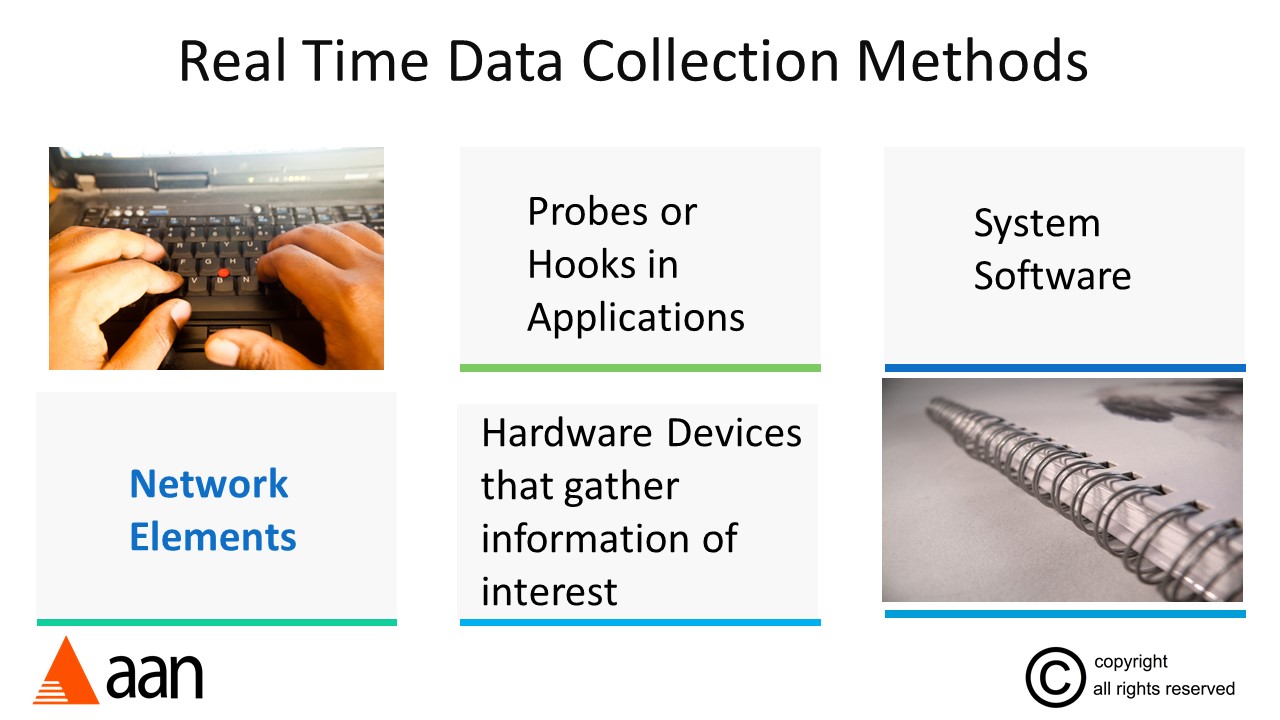 Real Time Data Collection Methods
Probes or
Hooks in
Applications
System
Software
Network
Elements
Hardware Devices
that gather
information of
interest
aan
© copyright
all rights reserved